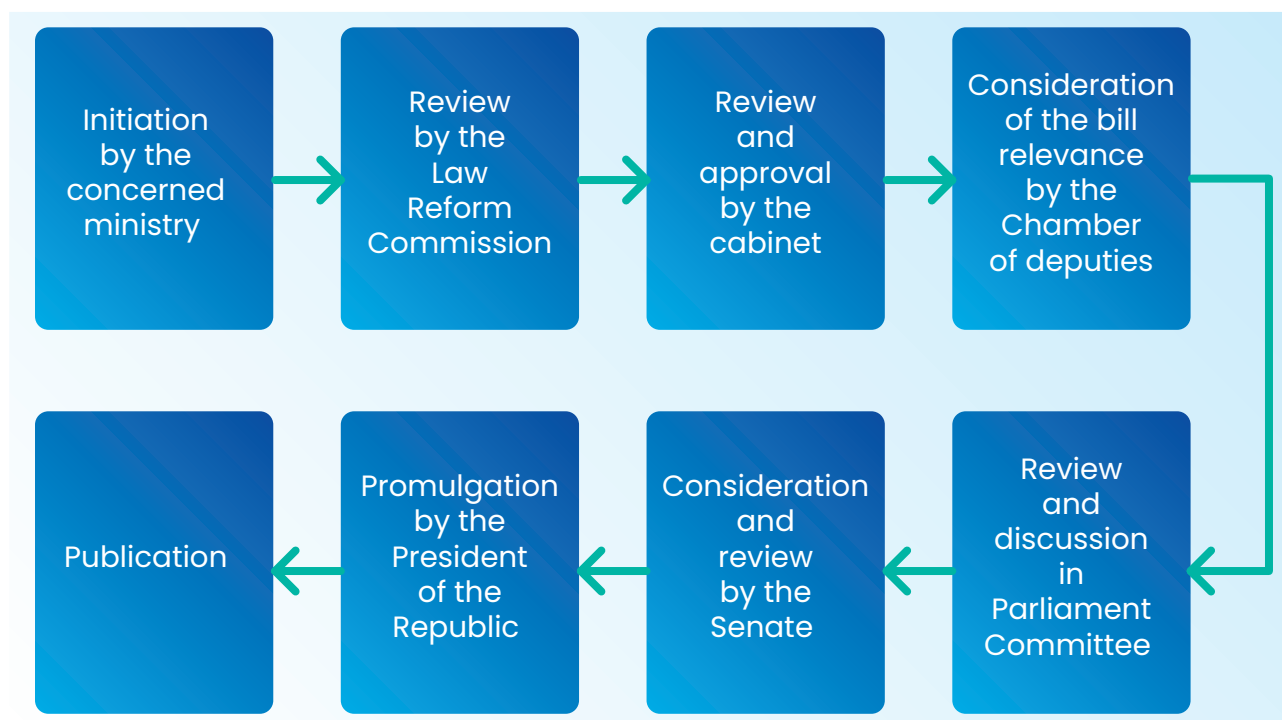 Initiation
by the
concerned
ministry
Review
by the
Law
Reform
Commission
Review
and
approval
by the
cabinet
Consideration
of the bill
relevance
by the
Chamber
of deputies
Review
and
discussion
in
Parliament
Committee
Consideration
and
review
by the
Senate
Promulgation
by the
President
of the
Republic
Publication